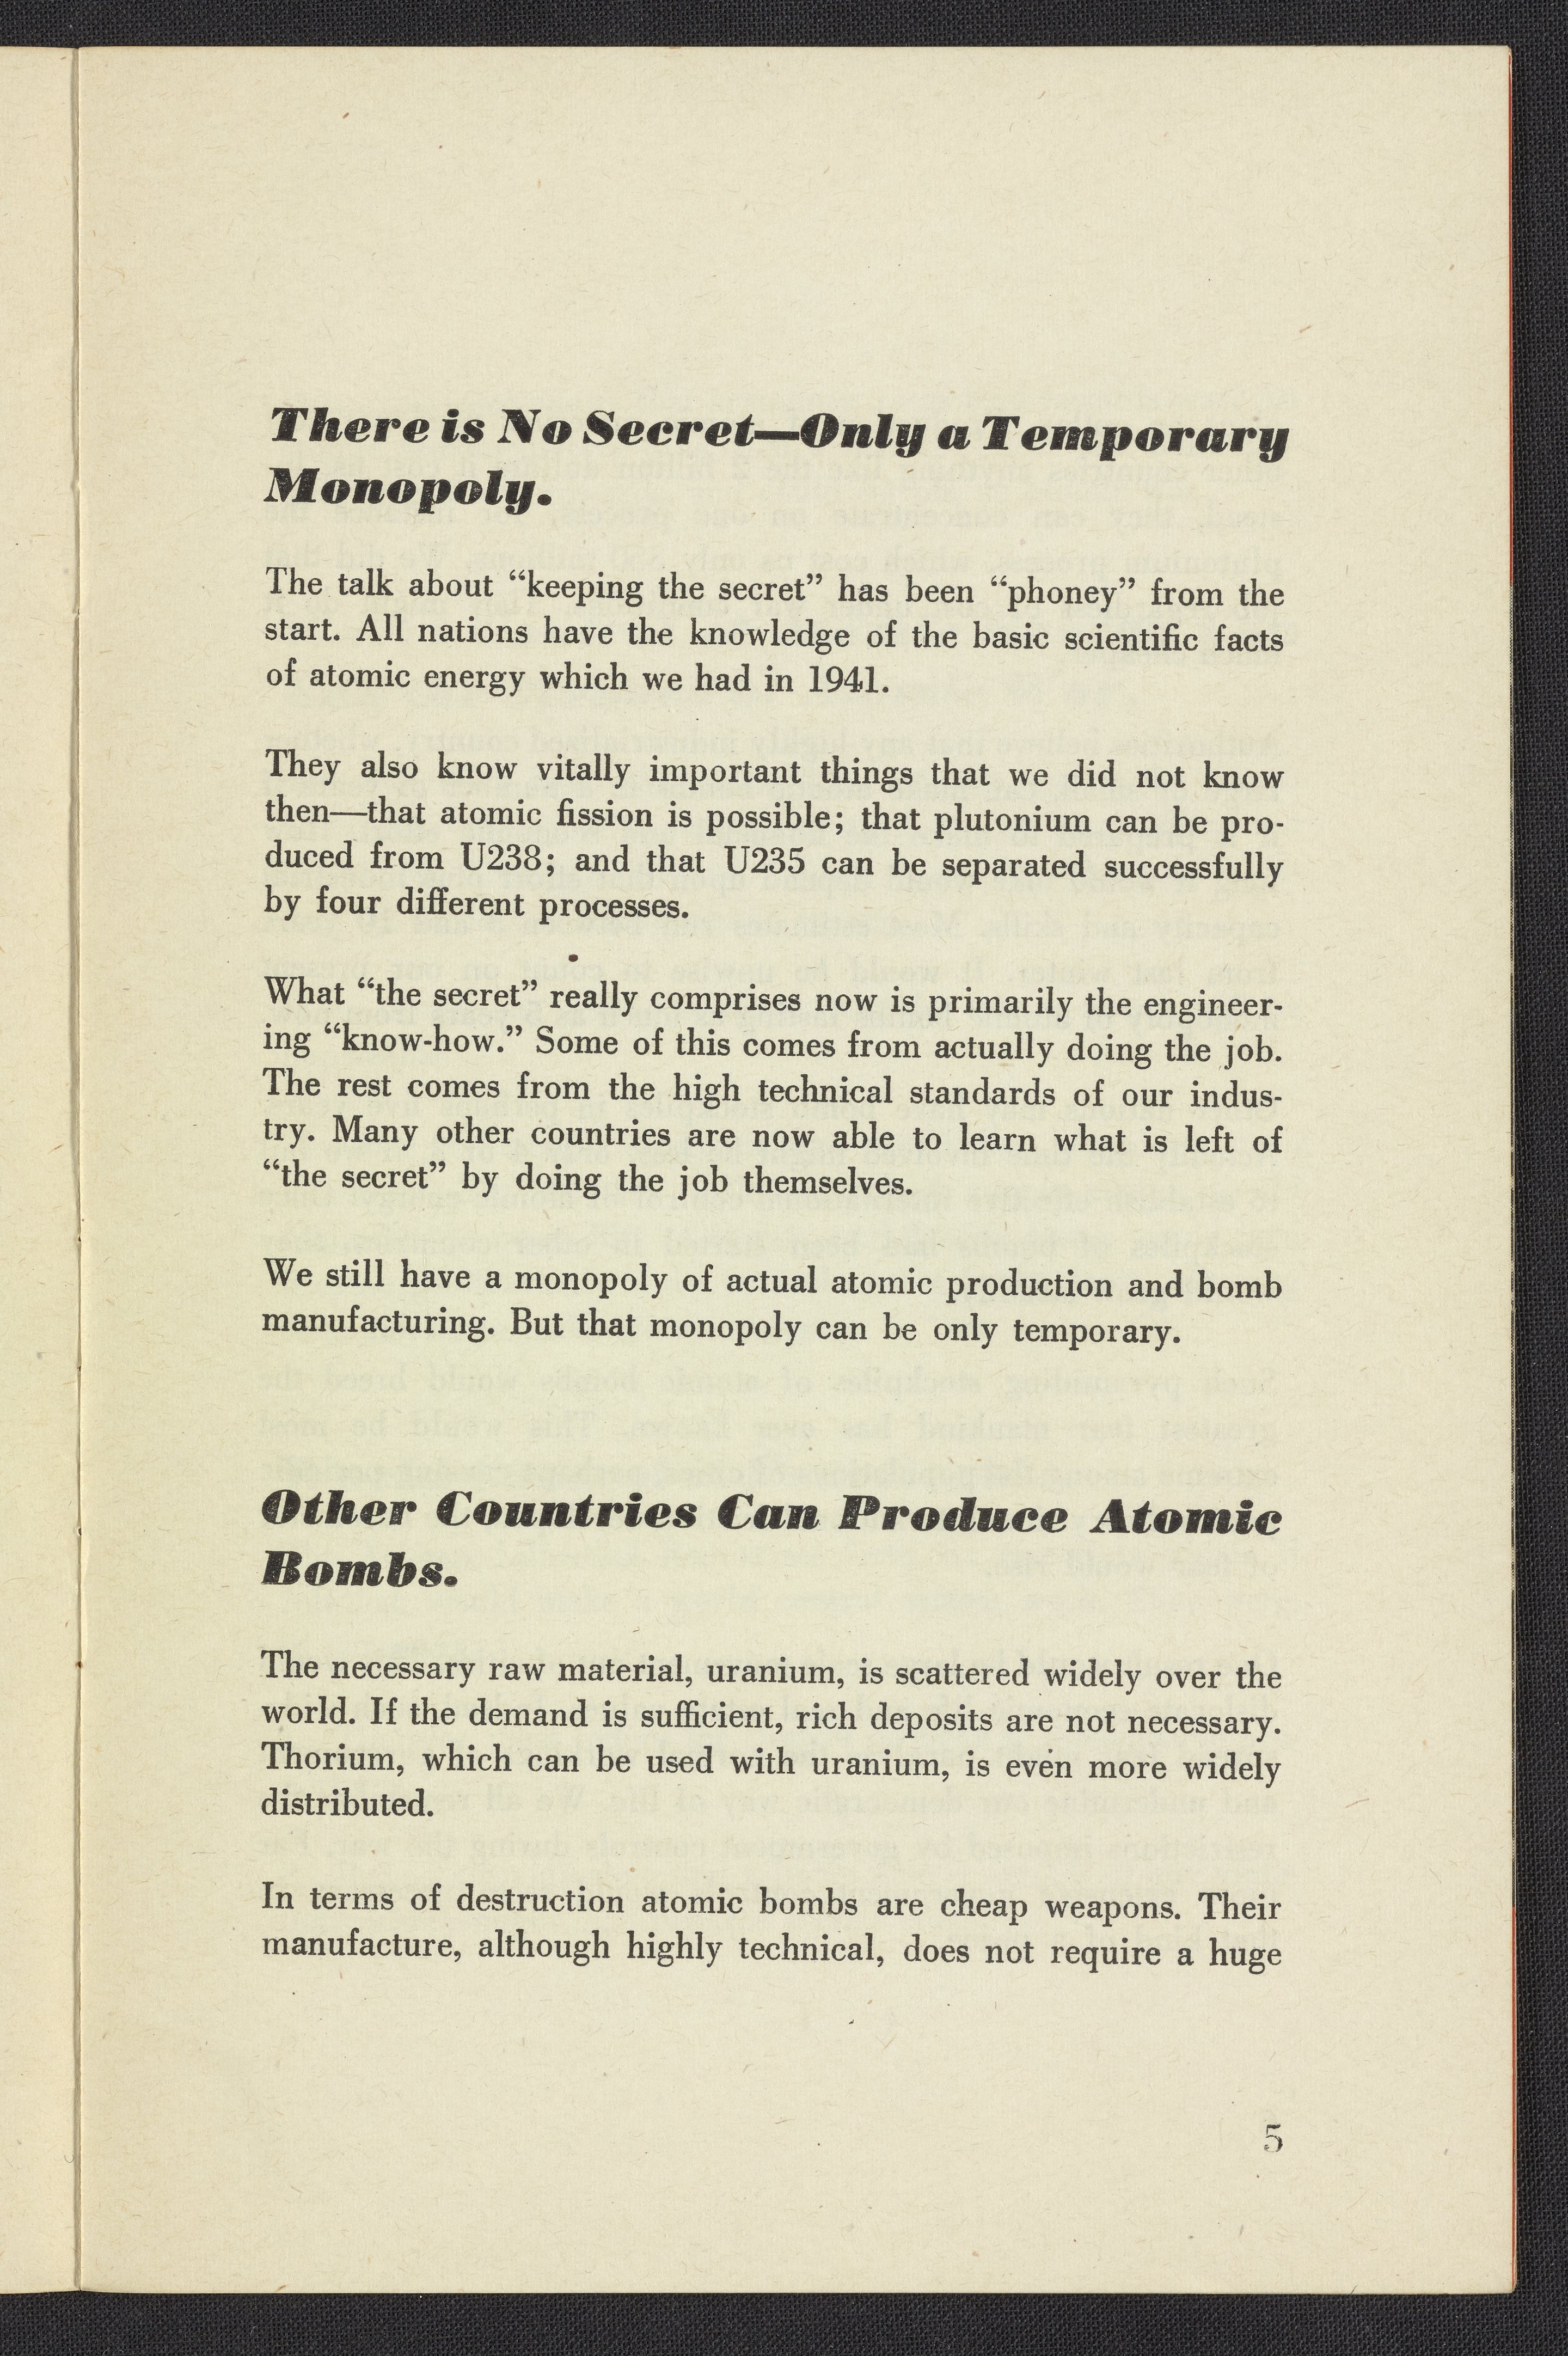 There is No Secret—Only a Temporary
Monopoly.
The talk about “keeping the secret” has been “phoney” from the
start. All nations have the knowledge of the basic scientific facts
of atomic energy which we had in 1941.
They also know vitally important things that we did not know
then—that atomic fission is possible; that plutonium can be pro-
duced from U238; and that U235 can be separated successfully
by four different processes.
What “the secret” really comprises now is primarily the engineer-
ing “know-how.” Some of this comes from actually doing the job.
The rest comes from the high technical standards of our indus-
try. Many other countries are now able to learn what is left of
“the secret” by doing the job themselves.
We still have a monopoly of actual atomic production and bomb
manufacturing. But that monopoly can be only temporary.
Other Countries Can Produce Atomic
Bombs.
The necessary raw material, uranium, is scattered widely over the
world. If the demand is sufficient, rich deposits are not necessary.
Thorium, which can be used with uranium, is even more widely
distributed.
In terms of destruction atomic bombs are cheap weapons. Their
manufacture, although highly technical, does not require a huge
5